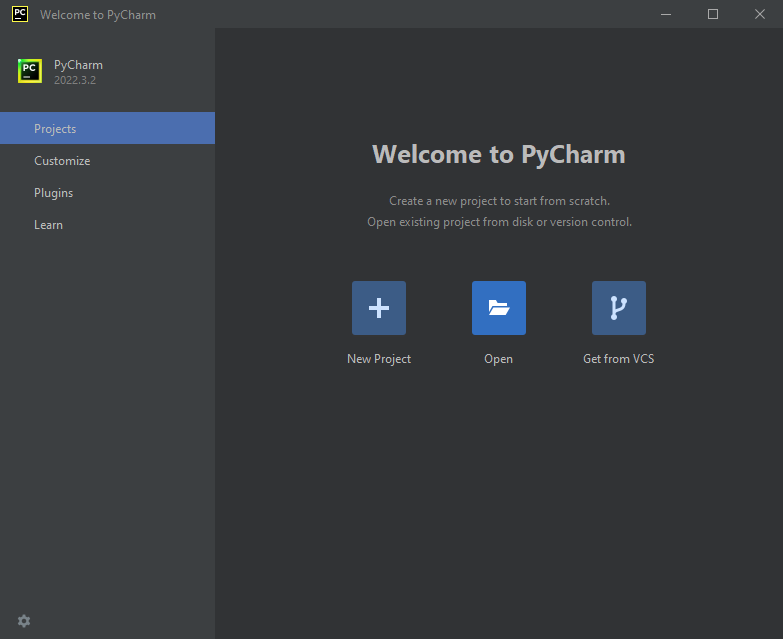 PC Welcome to PyCharm
PC PyCharm
2022.3.2
Projects
Customize
Plugins
Learn
Welcome to PyCharm
Create a new project to start from scratch.
Open existing project from disk or version control.
New Project
Open
Get from VCS